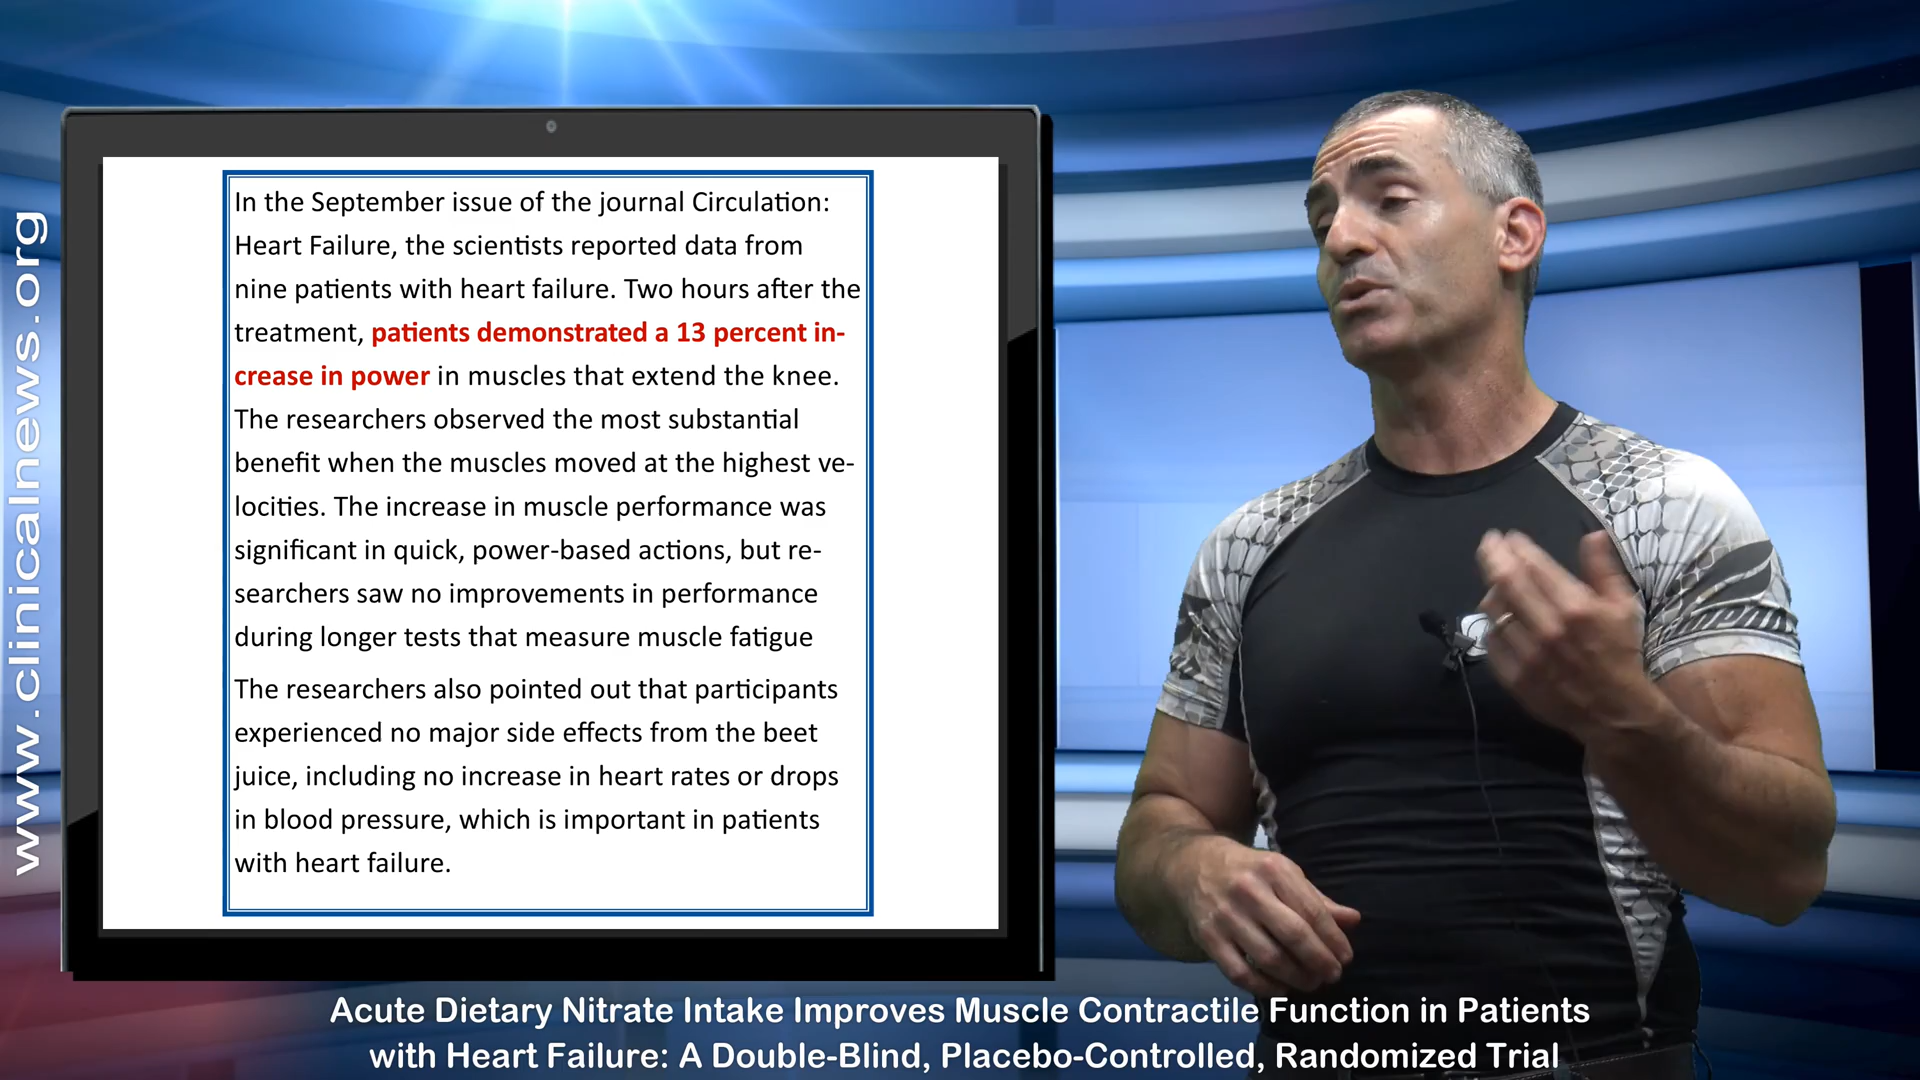 www.clinicalnews.org
In the September issue of the journal Circulation:
Heart Failure, the scientists reported data from
nine patients with heart failure. Two hours after the
treatment, patients demonstrated a 13 percent in-
crease in power in muscles that extend the knee.
The researchers observed the most substantial
benefit when the muscles moved at the highest ve-
locities. The increase in muscle performance was
significant in quick, power-based actions, but re-
searchers saw no improvements in performance
during longer tests that measure muscle fatigue
The researchers also pointed out that participants
experienced no major side effects from the beet
juice, including no increase in heart rates or drops
in blood pressure, which is important in patients
with heart failure.
Acute Dietary Nitrate Intake Improves Muscle Contractile Function in Patients
with Heart Failure: A Double-Blind, Placebo-Controlled, Randomized Trial